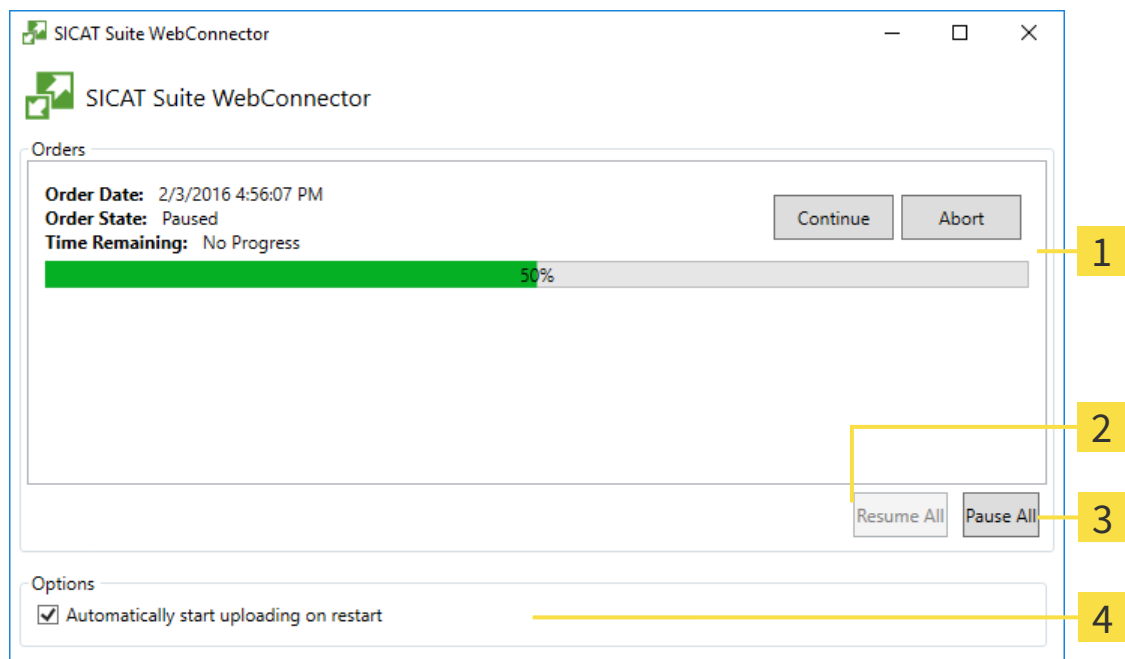 SICAT Suite WebConnector
SICAT Suite WebConnector
Orders
Order Date: 2/3/2016 4:56:07 PM
Order State: Paused
Time Remaining: No Progress
Continue Abort
1
50%
2
Resume All Pause All
3
Options
Automatically start uploading on restart
4